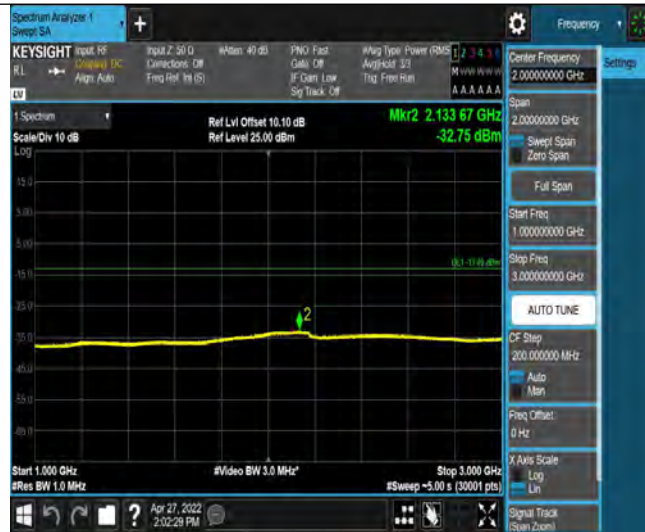 Spectrum Analyzer 1
Swept SA
Frequency
KEYSIGHT Input: RF
Coupling: DC
Align: Auto
Input Z: 50 Ω
Corrections: Off
Freq Ref: Int (S)
#Atten: 40 dB
PNO: Fast
Gate: Off
IF Gain: Low
Sig Track: Off
#Avg Type: Power (RMS
Avg|Hold: 3/3
Trig: Free Run
1 2 3 4 5 6
M W W W W W
A A A A A A
RL
LV
1 Spectrum
Scale/Div 10 dB
Log
Ref Lvl Offset 10.10 dB
Ref Level 25.00 dBm
Mkr2 2.133 67 GHz
-32.75 dBm
15.0
5.00
-5.00
-15.0
-25.0
-35.0
-45.0
-55.0
-65.0
2
Start 1.000 GHz
#Res BW 1.0 MHz
#Video BW 3.0 MHz*
Stop 3.000 GHz
#Sweep ~5.00 s (30001 pts)
Apr 27, 2022
2:02:29 PM
Center Frequency
2.000000000 GHz
Settings
Span
2.00000000 GHz
Swept Span
Zero Span
Full Span
Start Freq
1.000000000 GHz
Stop Freq
3.000000000 GHz
AUTO TUNE
CF Step
200.000000 MHz
Auto
Man
Freq Offset
0 Hz
X Axis Scale
Log
Lin
Signal Track
(Span Zoom)